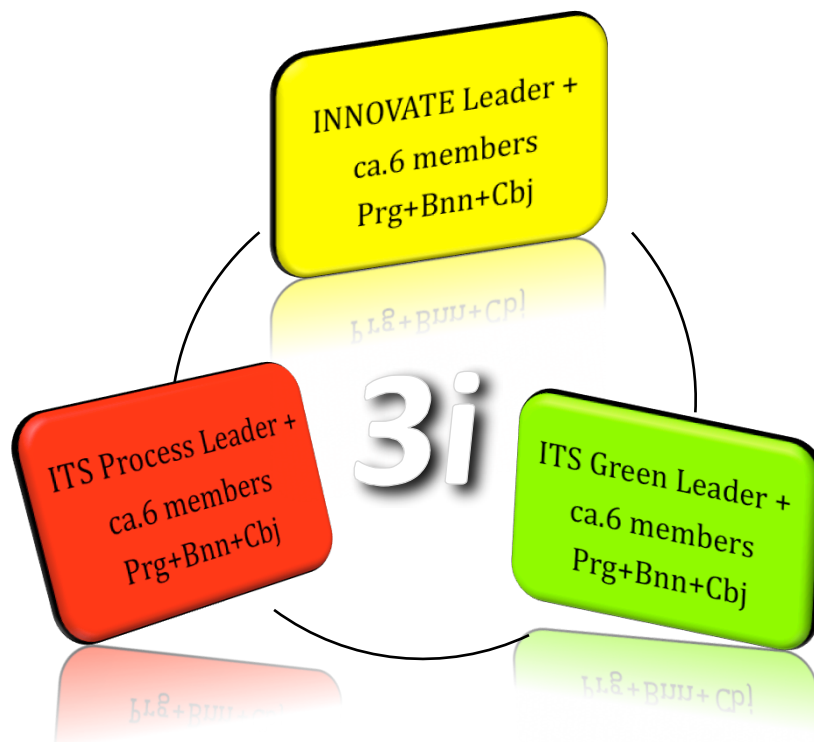 INNOVATE Leader +
ca.6 members
Prg+Bnn+Cbj
3i
ITS Process Leader +
ca.6 members
Prg+Bnn+Cbj
ITS Green Leader +
ca.6 members
Prg+Bnn+Cbj